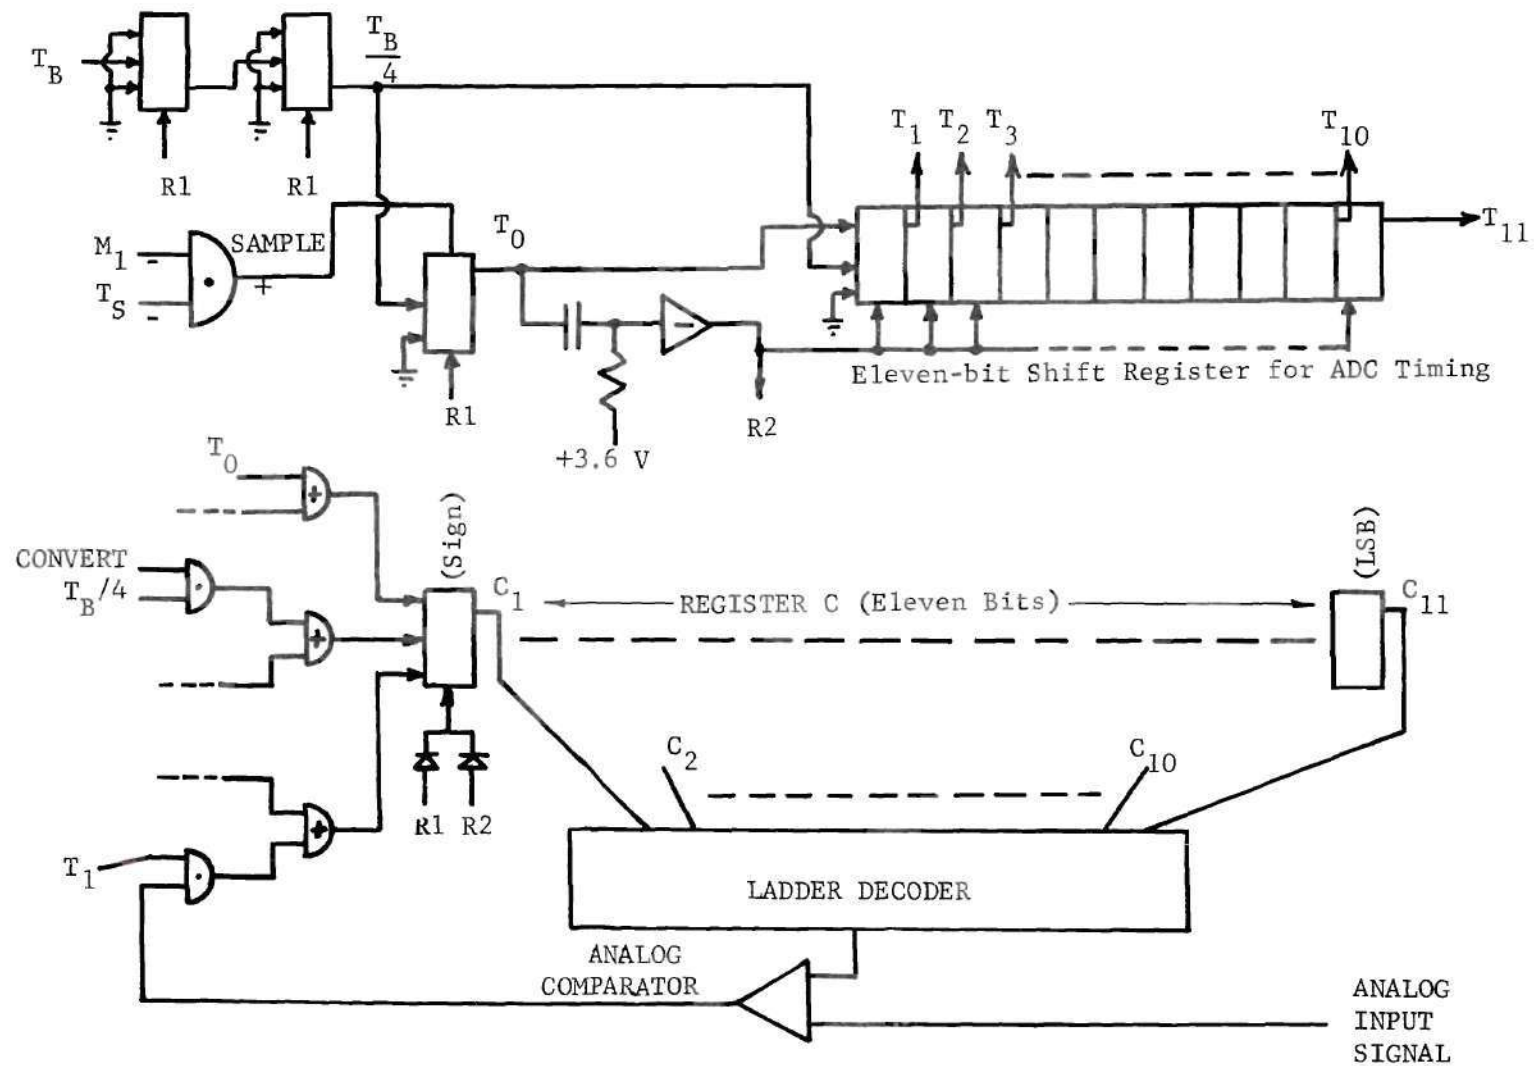 T_B
T_B/4
R1
R1
T_1 T_2 T_3
T_10
T_11
M_1
-
SAMPLE
+
T_S
-
T_0
R1
-
R2
+3.6 V
Eleven-bit Shift Register for ADC Timing
T_0
+
(Sign)
(LSB)
CONVERT
T_B/4
+
C_1
REGISTER C (Eleven Bits)
C_11
C_2
C_10
R1 R2
+
T_1
LADDER DECODER
ANALOG
COMPARATOR
ANALOG
INPUT
SIGNAL